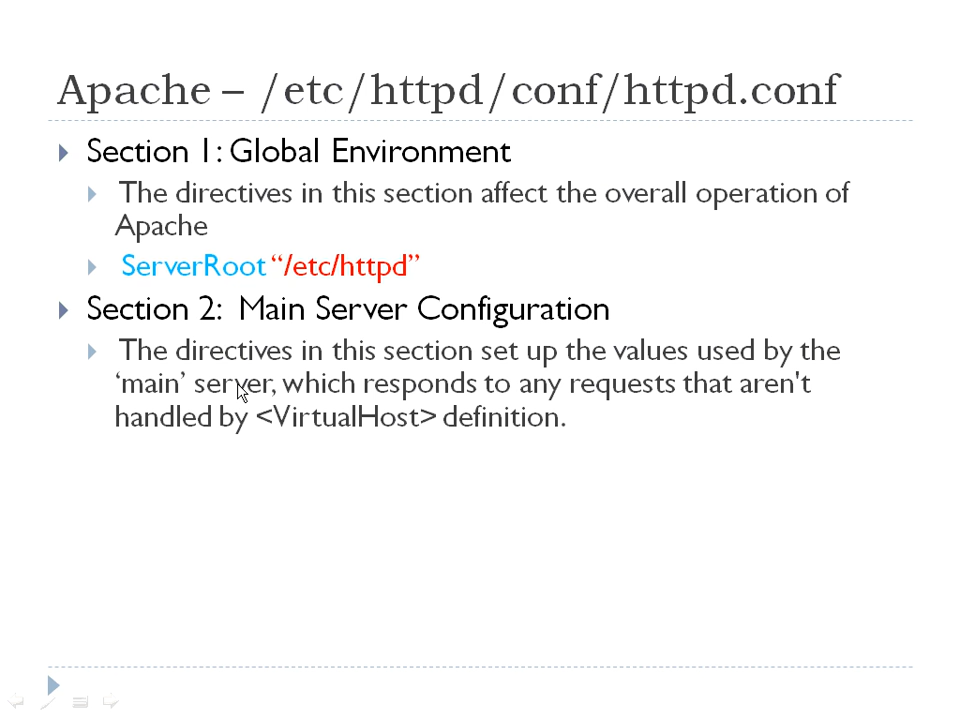 Apache – /etc/httpd/conf/httpd.conf
Section 1: Global Environment
The directives in this section affect the overall operation of
Apache
ServerRoot “/etc/httpd”
Section 2:  Main Server Configuration
The directives in this section set up the values used by the
‘main’ server, which responds to any requests that aren't
handled by <VirtualHost> definition.